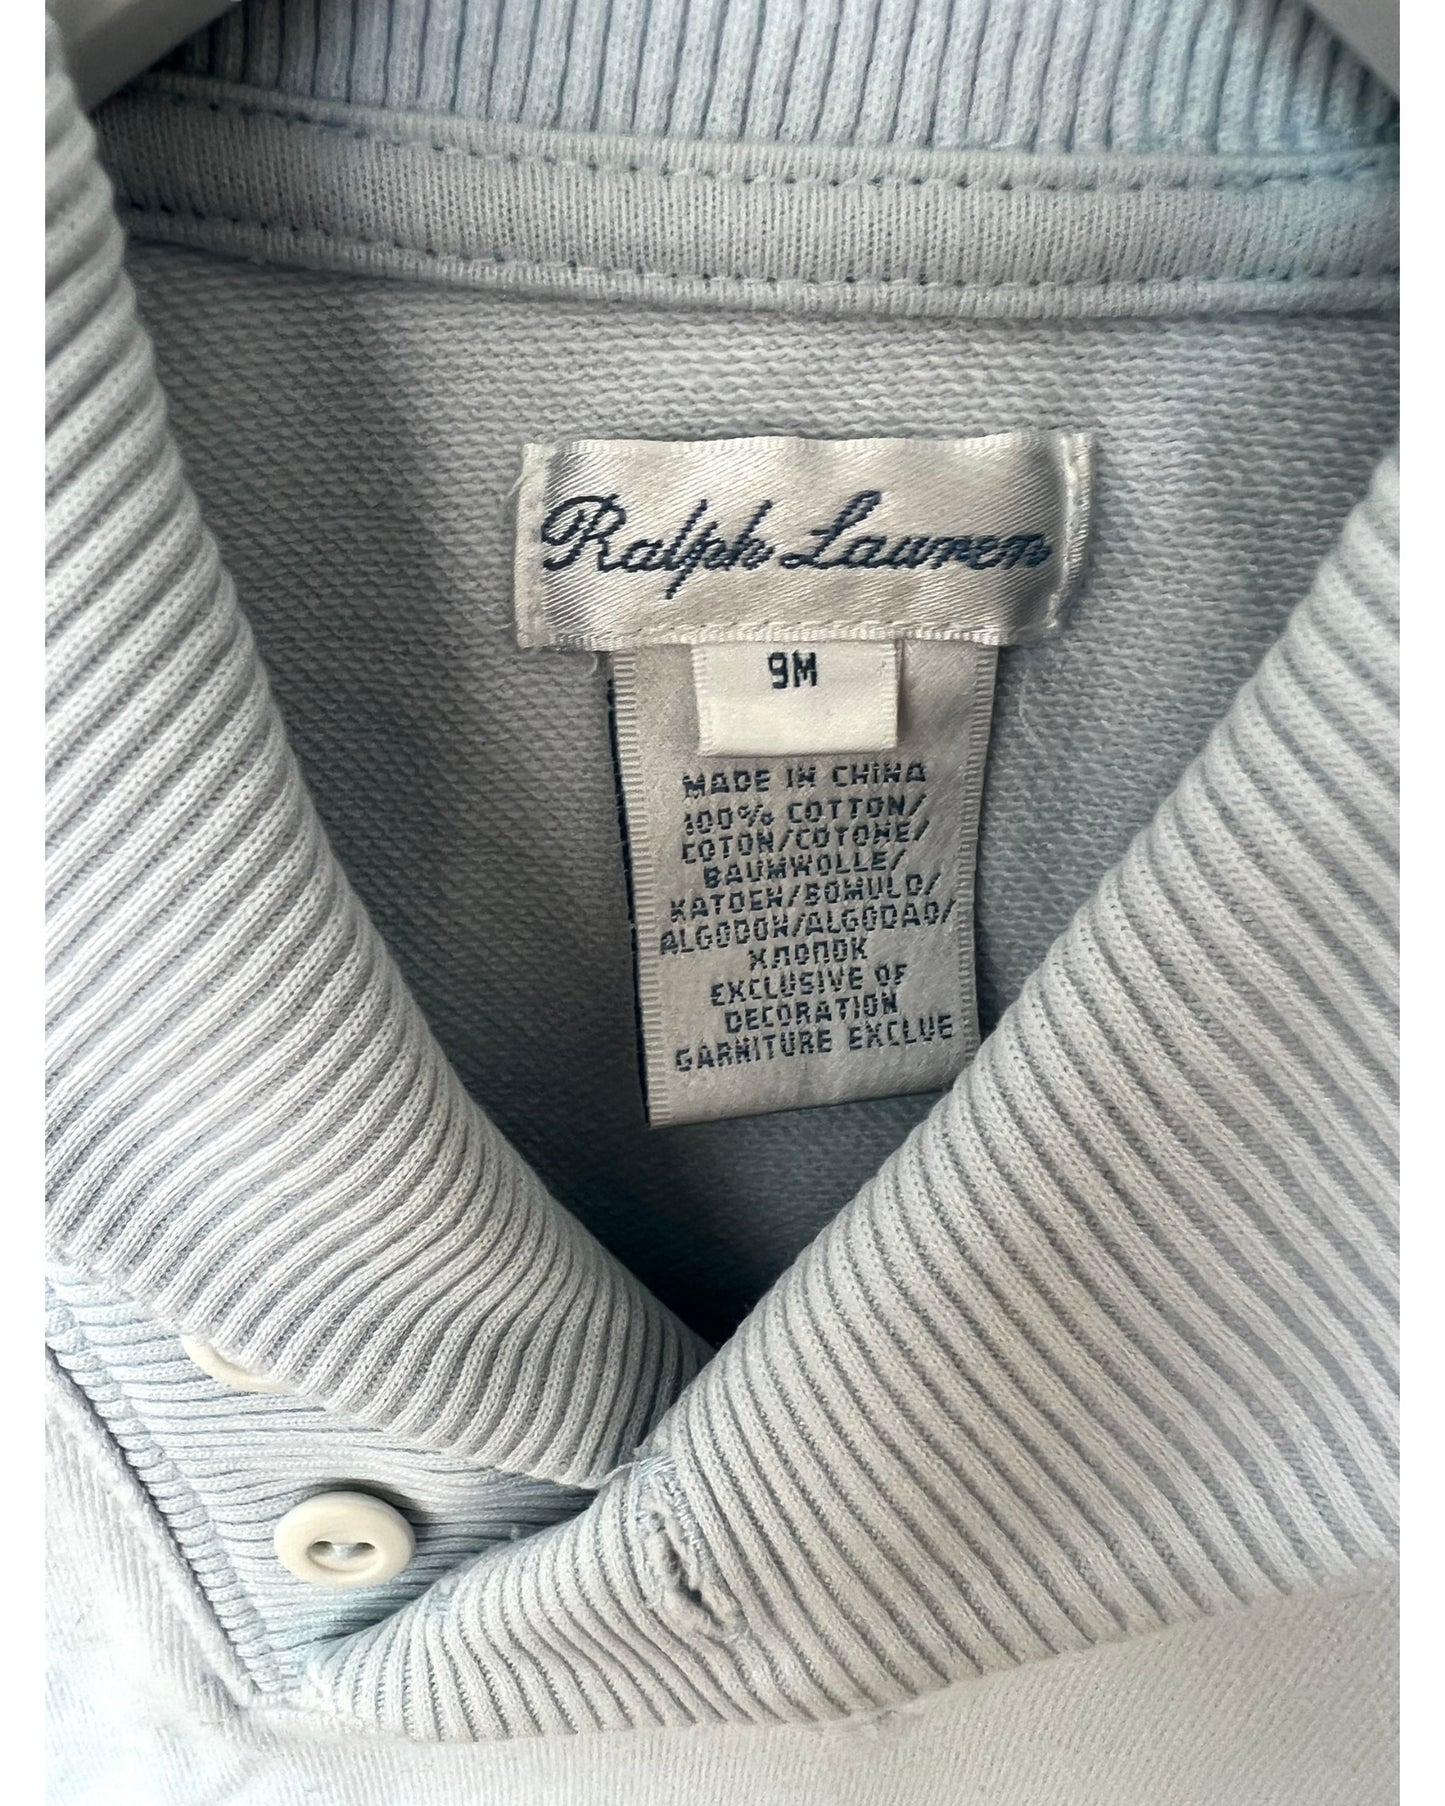 Ralph Lauren
9M
MADE IN CHINA
100% COTTON/
COTON/COTONE/
BAUMWOLLE/
KATOEN/BOMULD/
ALGODON/ALGODAO/
ХЛОПОК
EXCLUSIVE OF
DECORATION
GARNITURE EXCLUE